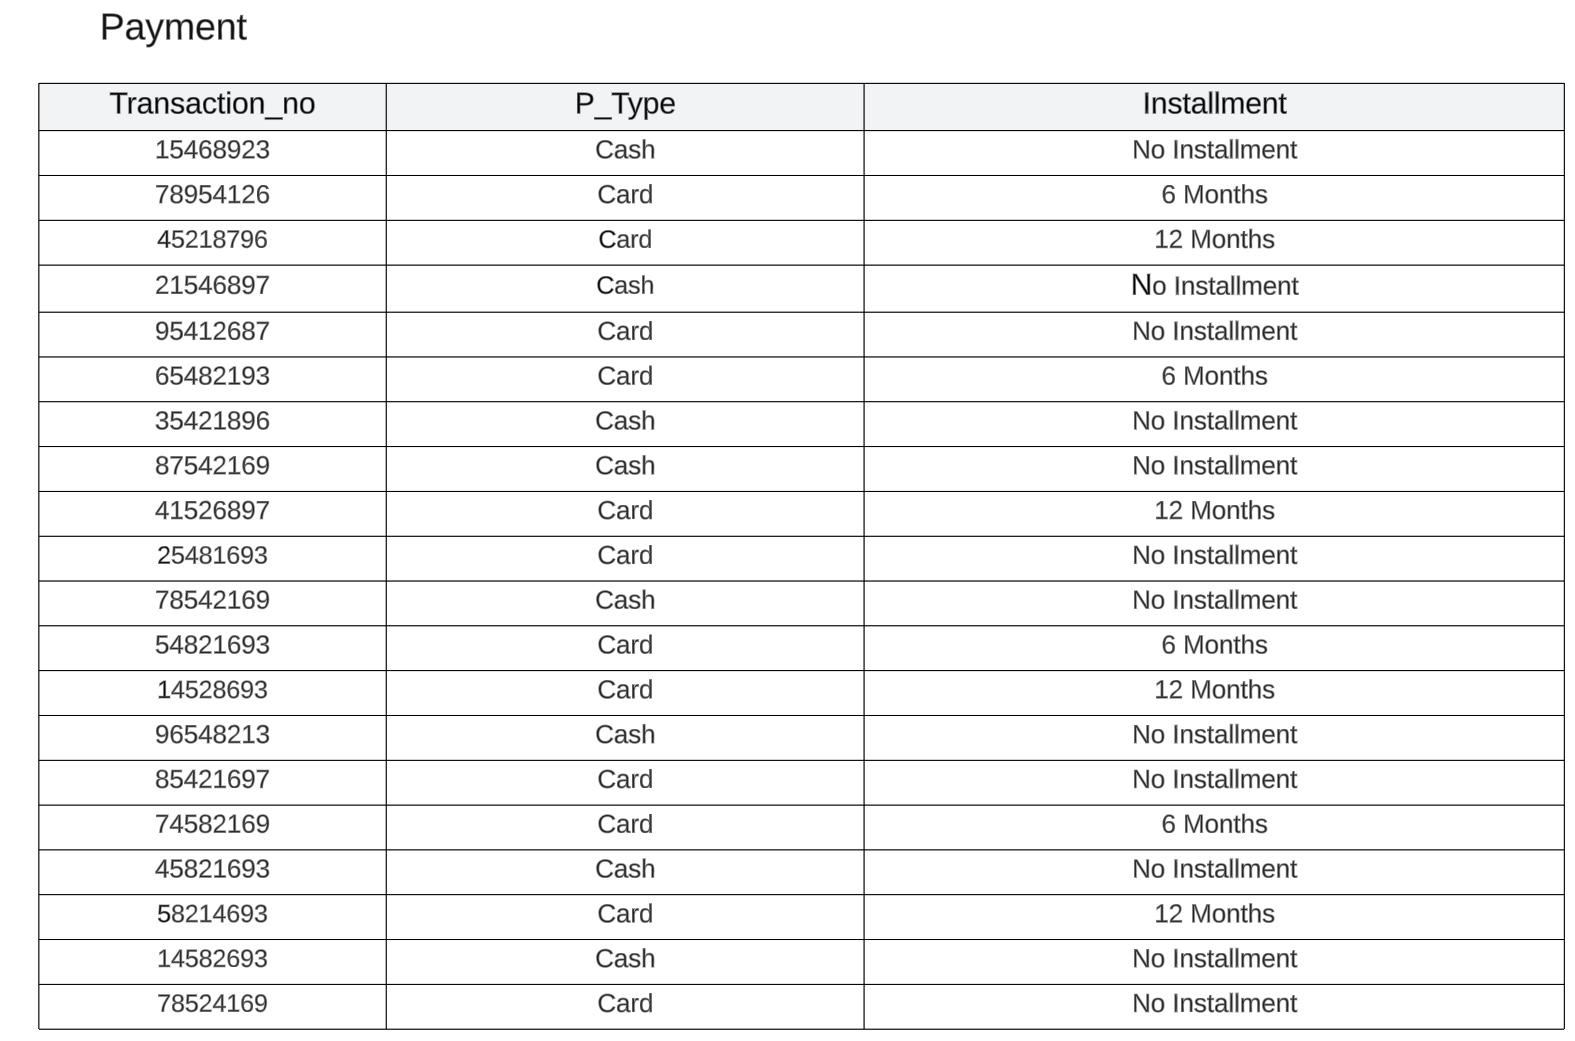 Payment
Transaction_no P_Type Installment
15468923 Cash No Installment
78954126 Card 6 Months
45218796 Card 12 Months
21546897 Cash No Installment
95412687 Card No Installment
65482193 Card 6 Months
35421896 Cash No Installment
87542169 Cash No Installment
41526897 Card 12 Months
25481693 Card No Installment
78542169 Cash No Installment
54821693 Card 6 Months
14528693 Card 12 Months
96548213 Cash No Installment
85421697 Card No Installment
74582169 Card 6 Months
45821693 Cash No Installment
58214693 Card 12 Months
14582693 Cash No Installment
78524169 Card No Installment